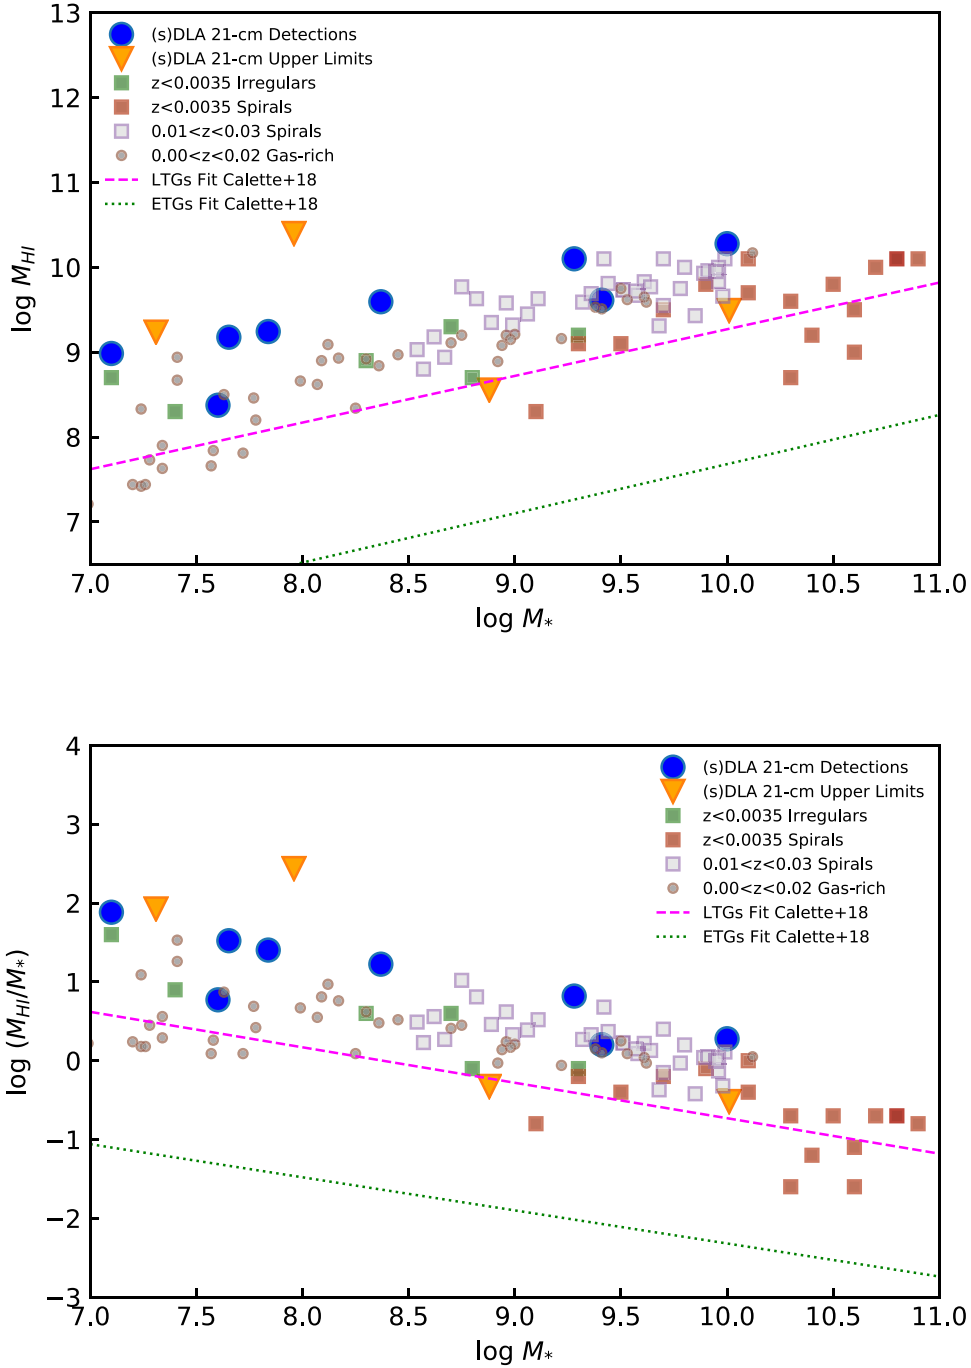 13
12
11
10
9
8
7
log M_HI
(s)DLA 21-cm Detections
(s)DLA 21-cm Upper Limits
z<0.0035 Irregulars
z<0.0035 Spirals
0.01<z<0.03 Spirals
0.00<z<0.02 Gas-rich
LTGs Fit Calette+18
ETGs Fit Calette+18
7.0 7.5 8.0 8.5 9.0 9.5 10.0 10.5 11.0
log M_*
4
3
2
1
0
−1
−2
−3
log (M_HI/M_*)
(s)DLA 21-cm Detections
(s)DLA 21-cm Upper Limits
z<0.0035 Irregulars
z<0.0035 Spirals
0.01<z<0.03 Spirals
0.00<z<0.02 Gas-rich
LTGs Fit Calette+18
ETGs Fit Calette+18
7.0 7.5 8.0 8.5 9.0 9.5 10.0 10.5 11.0
log M_*